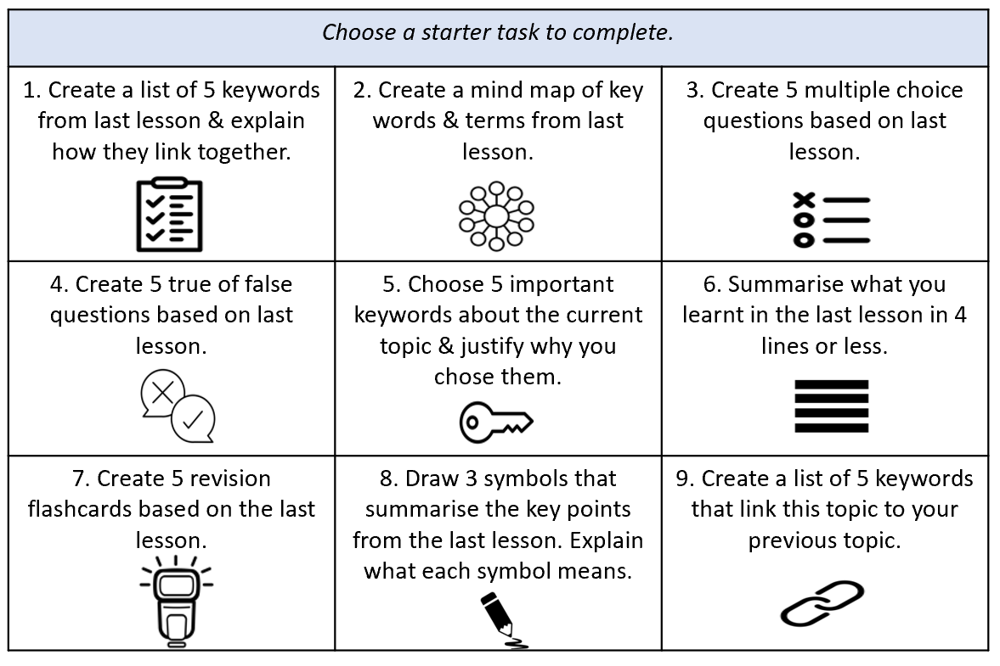 Choose a starter task to complete.
1. Create a list of 5 keywords
from last lesson & explain
how they link together.
2. Create a mind map of key
words & terms from last
lesson.
3. Create 5 multiple choice
questions based on last
lesson.
4. Create 5 true of false
questions based on last
lesson.
5. Choose 5 important
keywords about the current
topic & justify why you
chose them.
6. Summarise what you
learnt in the last lesson in 4
lines or less.
7. Create 5 revision
flashcards based on the last
lesson.
8. Draw 3 symbols that
summarise the key points
from the last lesson. Explain
what each symbol means.
9. Create a list of 5 keywords
that link this topic to your
previous topic.